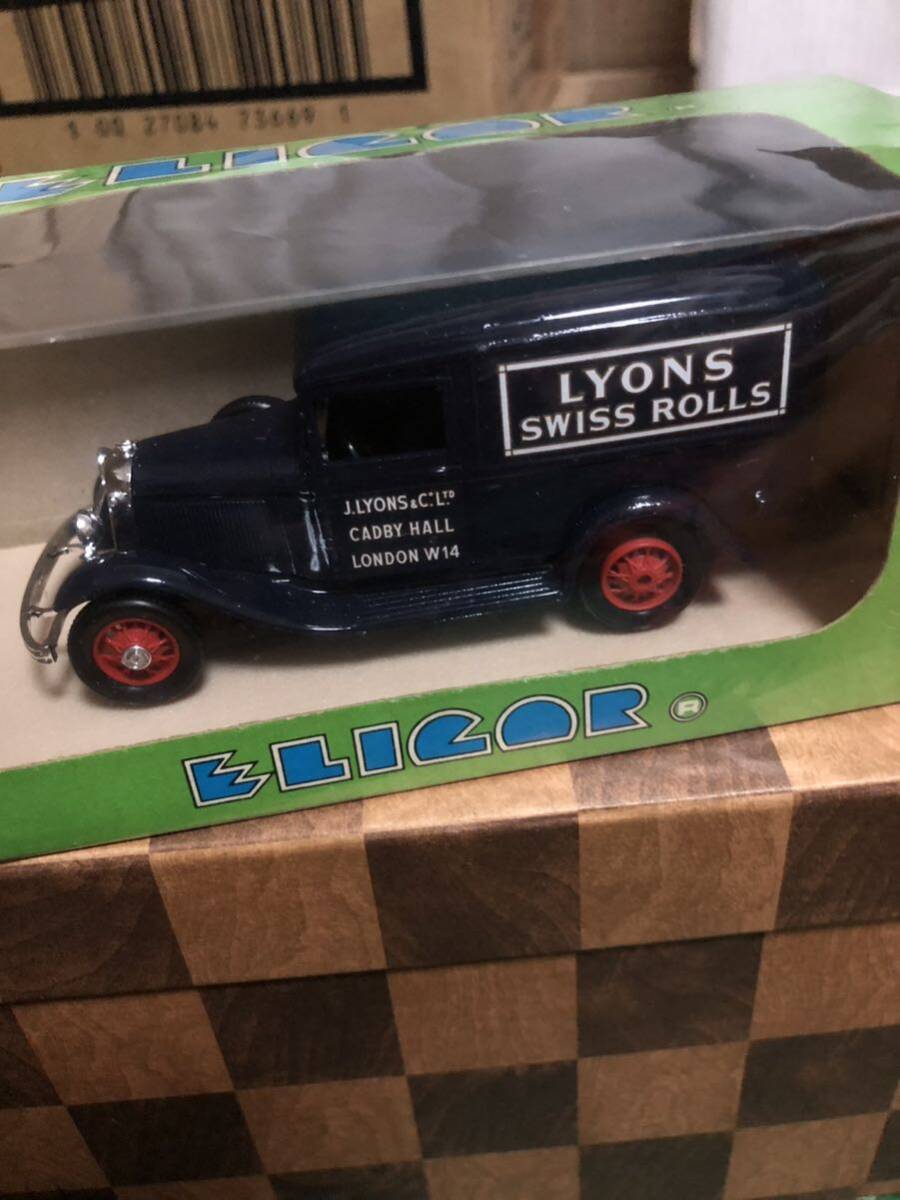 1 00 27084 73669 1
ELIGOR
LYONS
SWISS ROLLS
J.LYONS & Cº. LTD
CADBY HALL
LONDON W14
ELIGOR ®